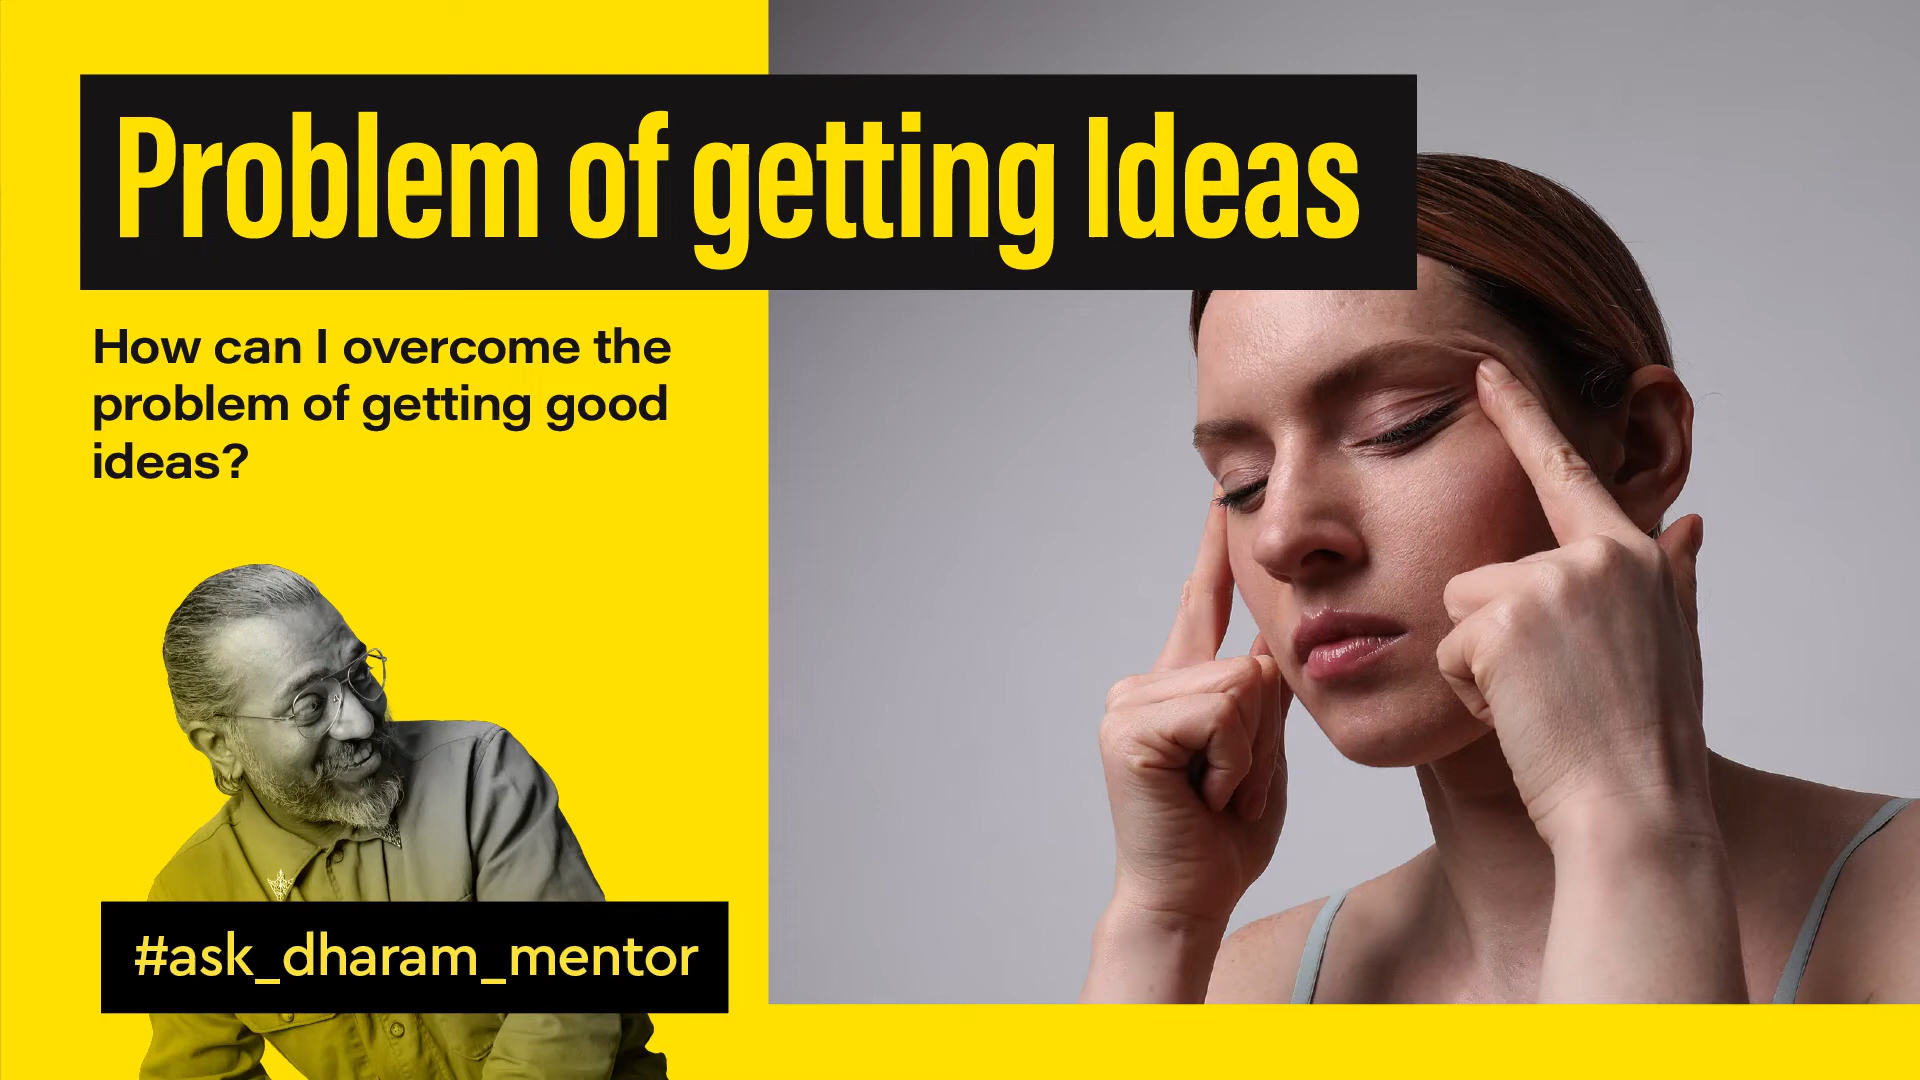 Problem of getting Ideas
How can I overcome the
problem of getting good
ideas?
#ask_dharam_mentor